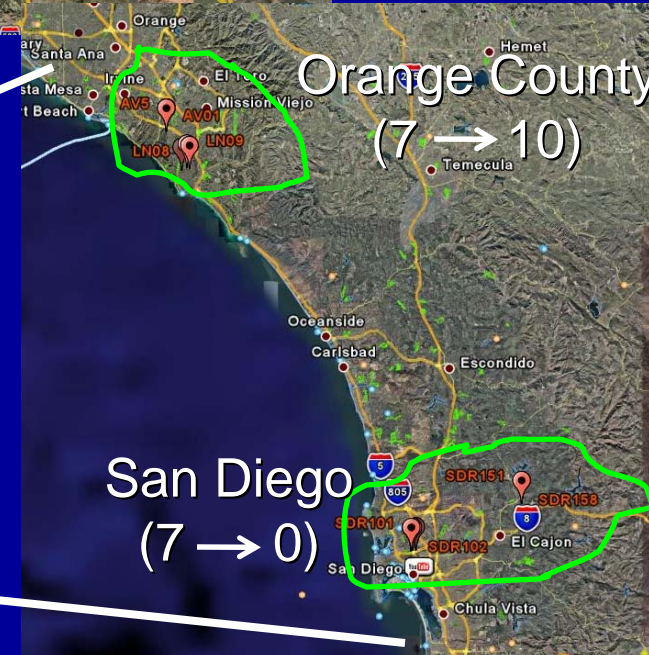 Orange
Santa Ana
Irvine
El Toro
Hemet
Orange County
sta Mesa
AV5
AV01
Mission Viejo
t Beach
(7 → 10)
LN08
LN09
Temecula
Oceanside
Carlsbad
Escondido
San Diego
5
SDR151
805
SDR158
8
SDR101
(7 → 0)
SDR102
El Cajon
San Diego
You Tube
Chula Vista